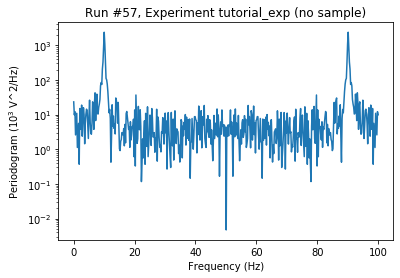 Run #57, Experiment tutorial_exp (no sample)
Periodogram (10³ V^2/Hz)
10³
10²
10¹
10⁰
10⁻¹
10⁻²
0 20 40 60 80 100
Frequency (Hz)